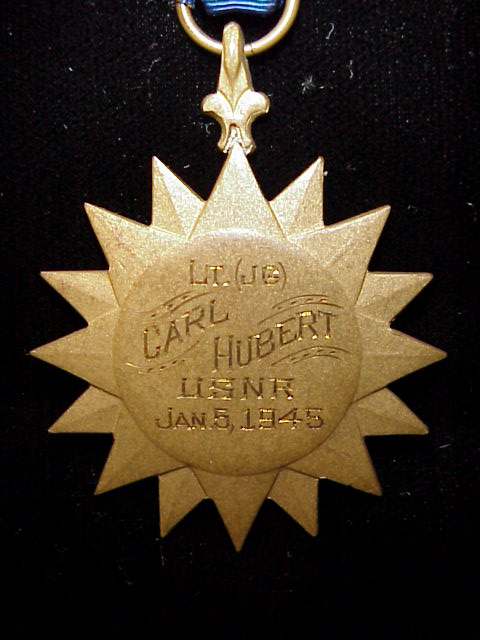 LT. (JG)
CARL HUBERT
USNR
JAN. 5, 1945